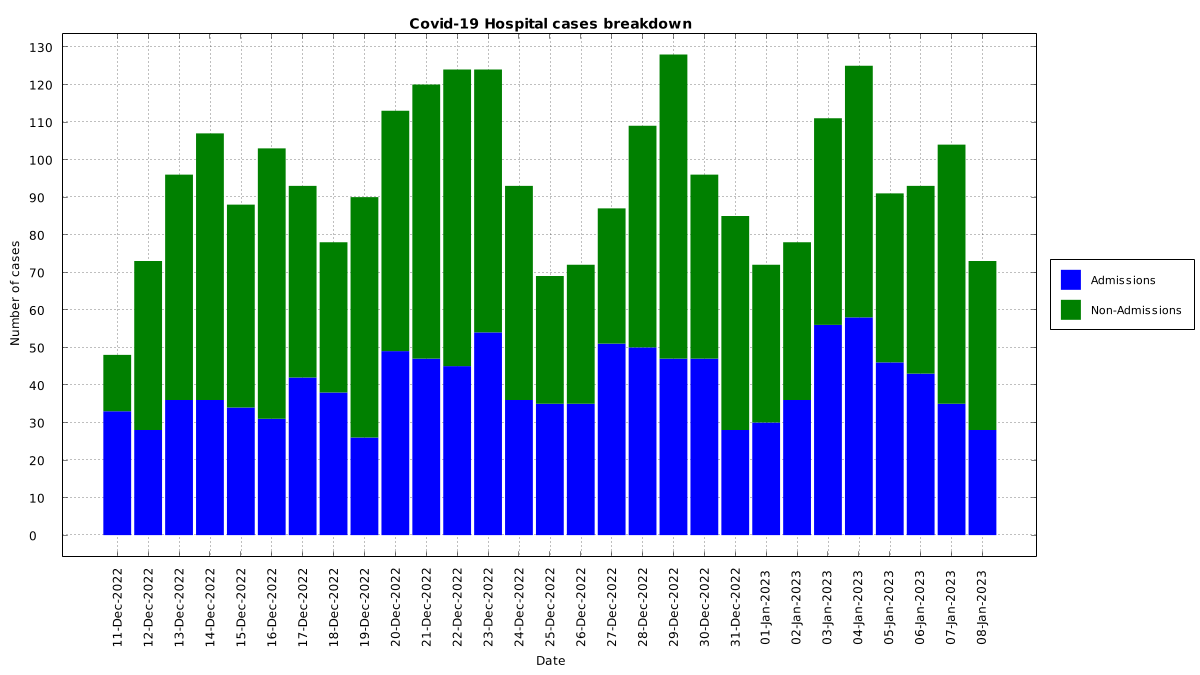 Covid-19 Hospital cases breakdown
130
120
110
100
90
80
70
60
50
40
30
20
10
0
Number of cases
11-Dec-2022
12-Dec-2022
13-Dec-2022
14-Dec-2022
15-Dec-2022
16-Dec-2022
17-Dec-2022
18-Dec-2022
19-Dec-2022
20-Dec-2022
21-Dec-2022
22-Dec-2022
23-Dec-2022
24-Dec-2022
25-Dec-2022
26-Dec-2022
27-Dec-2022
28-Dec-2022
29-Dec-2022
30-Dec-2022
31-Dec-2022
01-Jan-2023
02-Jan-2023
03-Jan-2023
04-Jan-2023
05-Jan-2023
06-Jan-2023
07-Jan-2023
08-Jan-2023
Date
Admissions
Non-Admissions